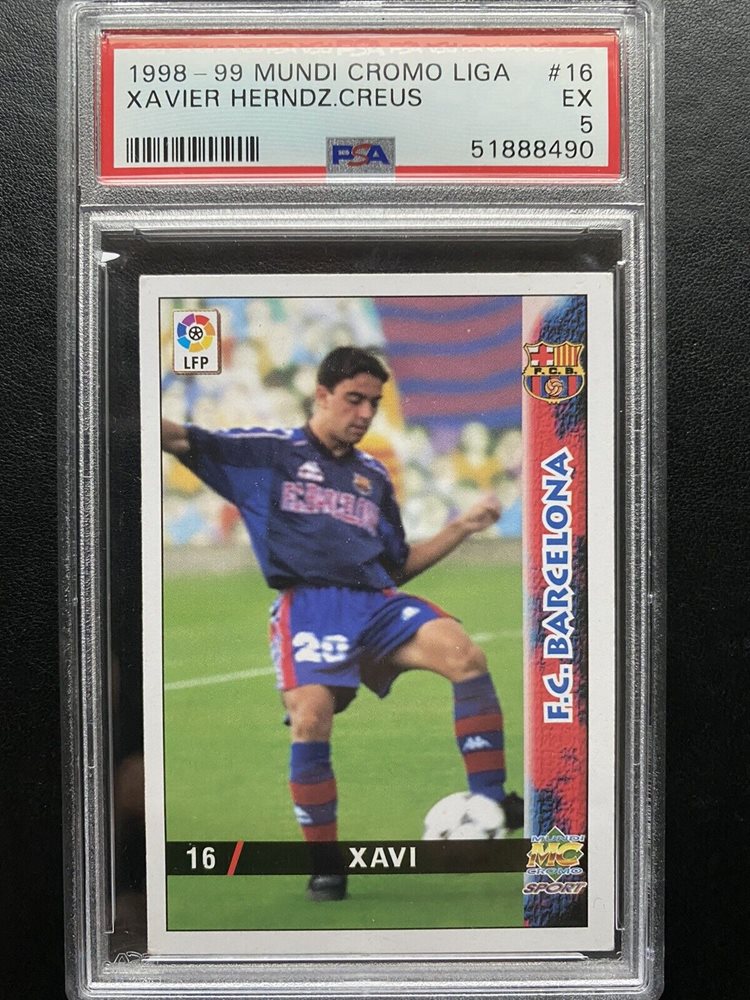 1998-99 MUNDI CROMO LIGA #16
XAVIER HERNDZ.CREUS EX
5
PSA 51888490
LFP
F.C.B.
F.C. BARCELONA
F.C. BARCELONA
20
16 / XAVI
MUNDI
MC
CROMO
SPORT